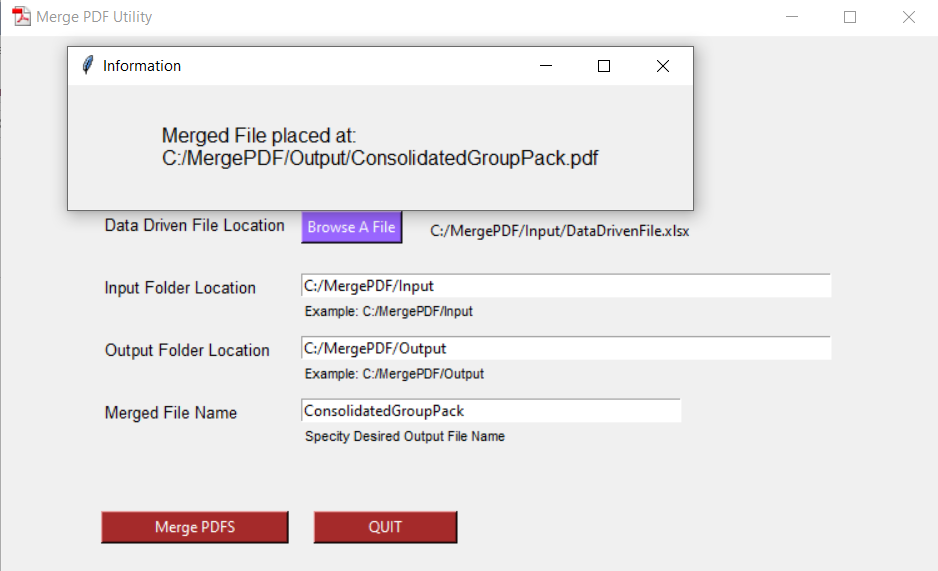 Merge PDF Utility
Information
Merged File placed at:
C:/MergePDF/Output/ConsolidatedGroupPack.pdf
Data Driven File Location
Browse A File
C:/MergePDF/Input/DataDrivenFile.xlsx
Input Folder Location
C:/MergePDF/Input
Example: C:/MergePDF/Input
Output Folder Location
C:/MergePDF/Output
Example: C:/MergePDF/Output
Merged File Name
ConsolidatedGroupPack
Specity Desired Output File Name
Merge PDFS
QUIT